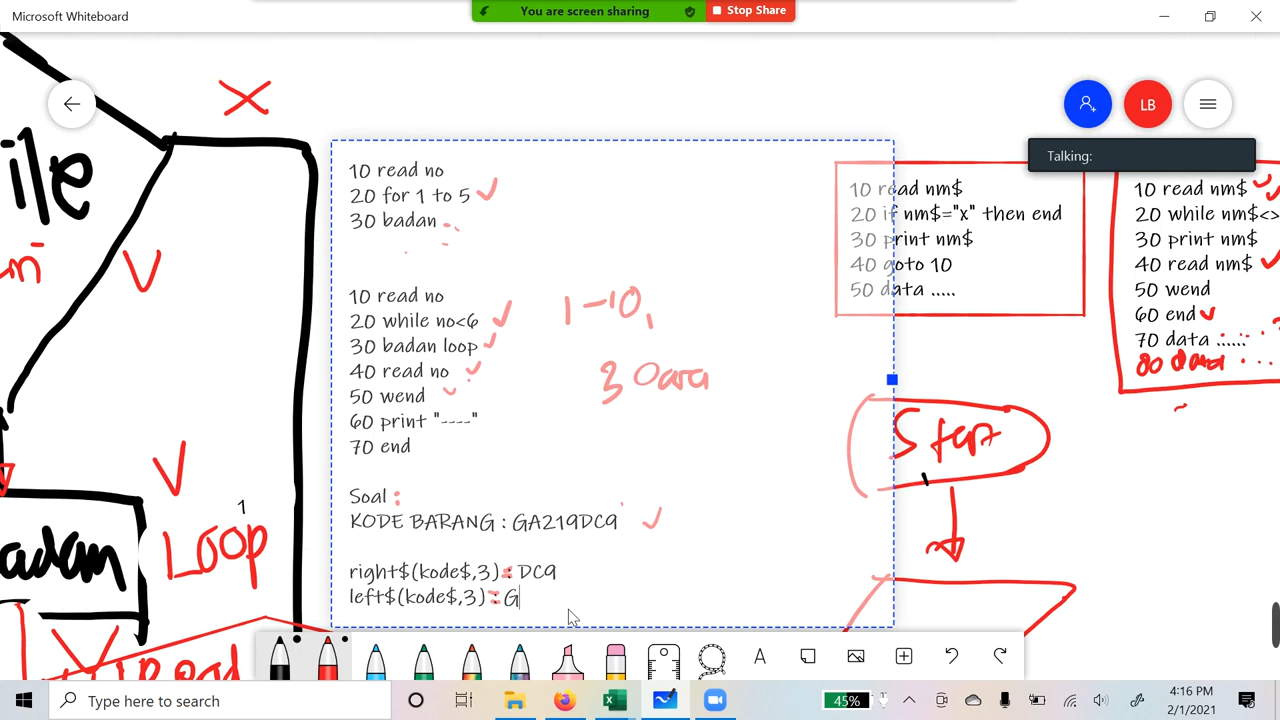 Microsoft Whiteboard
You are screen sharing
Stop Share
X
LB
Talking:
ile
V
10 read no
20 for 1 to 5
30 badan
10 read no
20 while no<6
30 badan loop
40 read no
50 wend
60 print "----"
70 end
1-10,
Soal :
KODE BARANG : GA219DC9
right$(kode$,3) : DC9
left$(kode$,3) : G
10 read nm$
20 if nm$="x" then end
30 print nm$
40 goto 10
50 data .....
10 read nm$
20 while nm$<>
30 print nm$
40 read nm$
50 wend
60 end
70 data ......
80 data ...
Start
V
1
LOOP
adam
A
Type here to search
45%
4:16 PM
2/1/2021